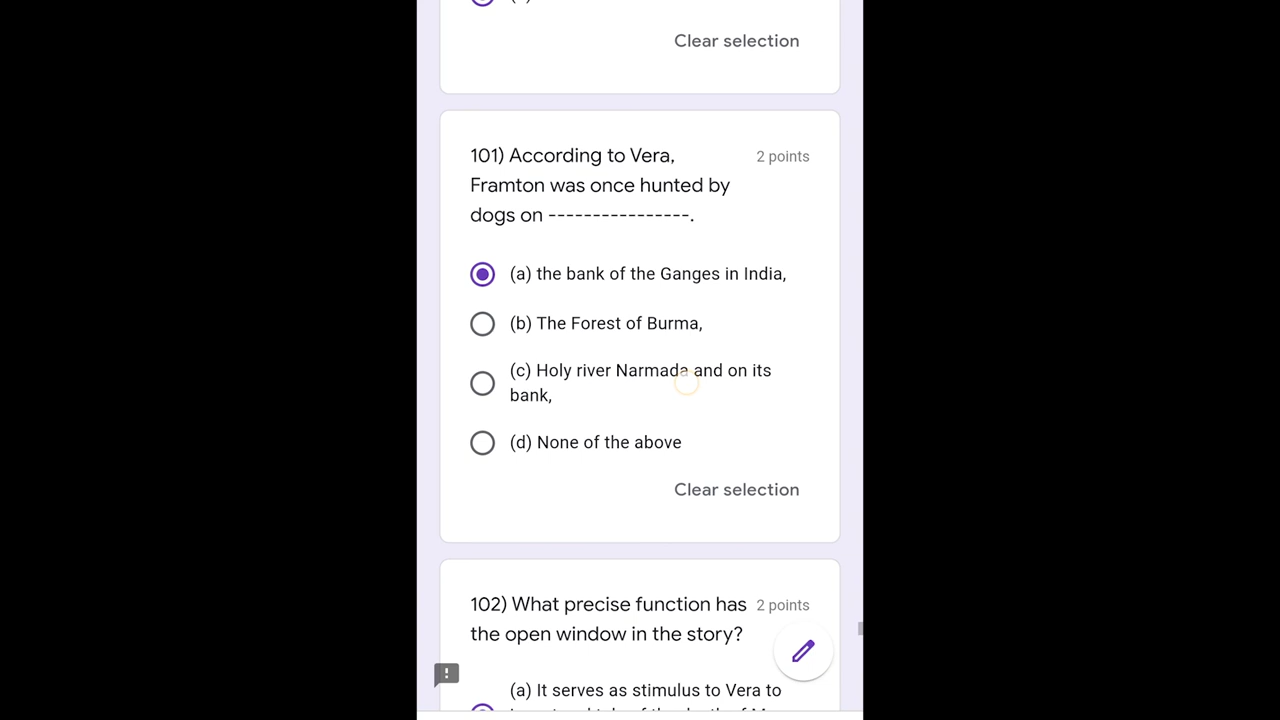 Clear selection
101) According to Vera,
2 points
Framton was once hunted by
dogs on ----------------.
(a) the bank of the Ganges in India,
(b) The Forest of Burma,
(c) Holy river Narmada and on its
bank,
(d) None of the above
Clear selection
102) What precise function has
2 points
the open window in the story?
(a) It serves as stimulus to Vera to